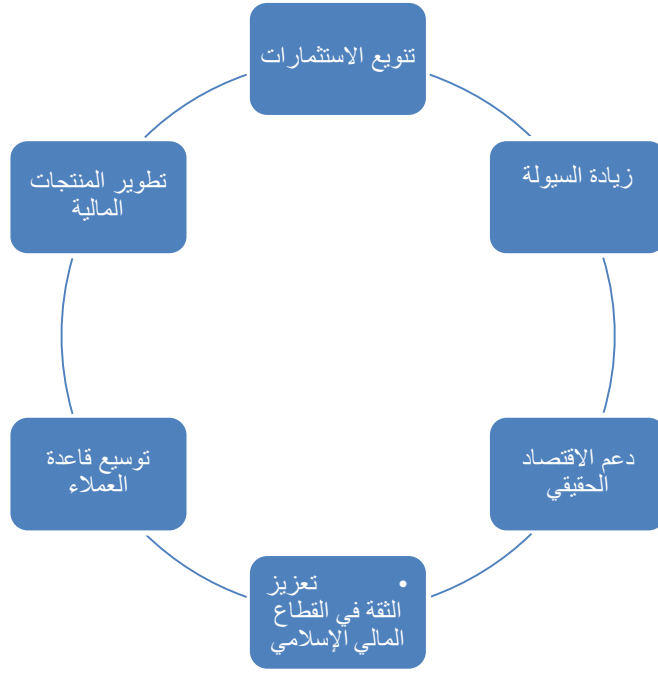 تنويع الاستثمارات
زيادة السيولة
دعم الاقتصاد
الحقيقي
• تعزيز
الثقة في القطاع
المالي الإسلامي
توسيع قاعدة
العملاء
تطوير المنتجات
المالية